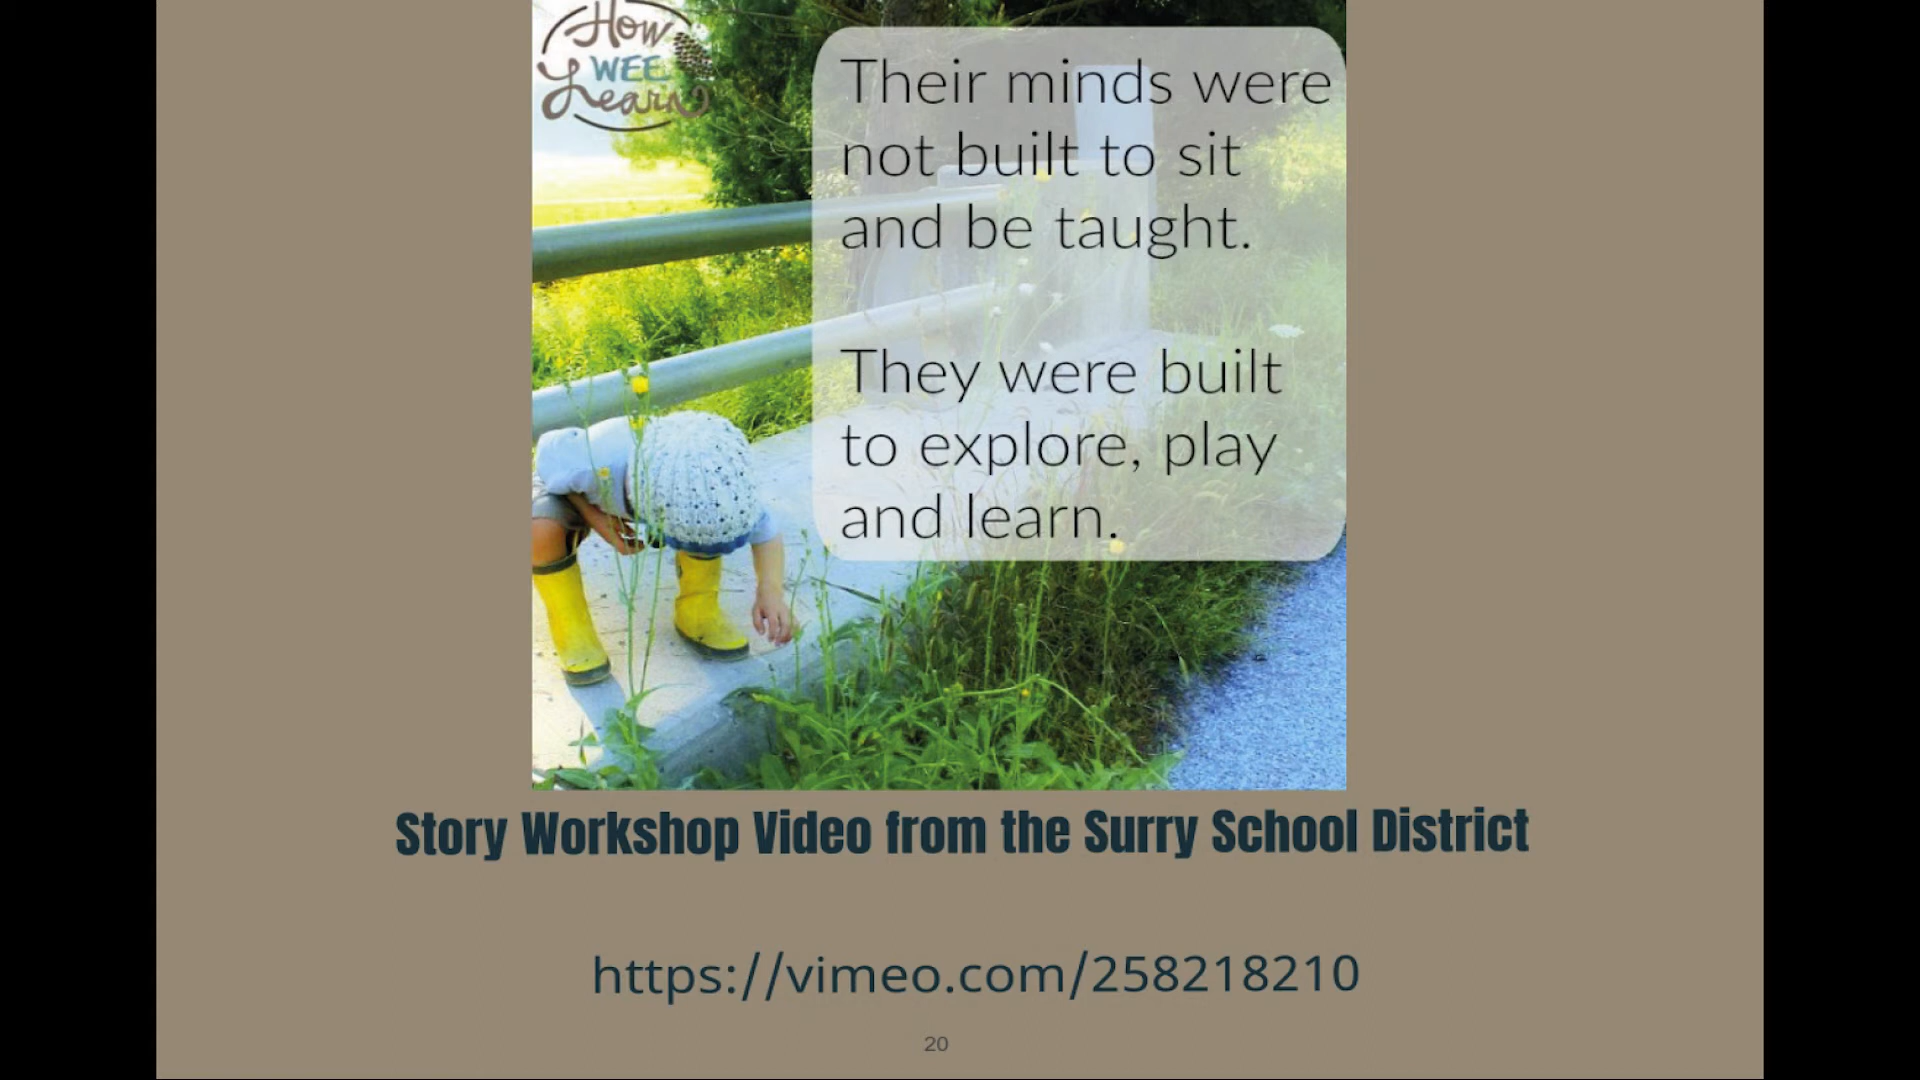 How
WEE
Learn
Their minds were
not built to sit
and be taught.
They were built
to explore, play
and learn.
Story Workshop Video from the Surry School District
https://vimeo.com/258218210
20